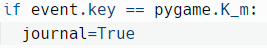 if event.key == pygame.K_m:
  journal=True